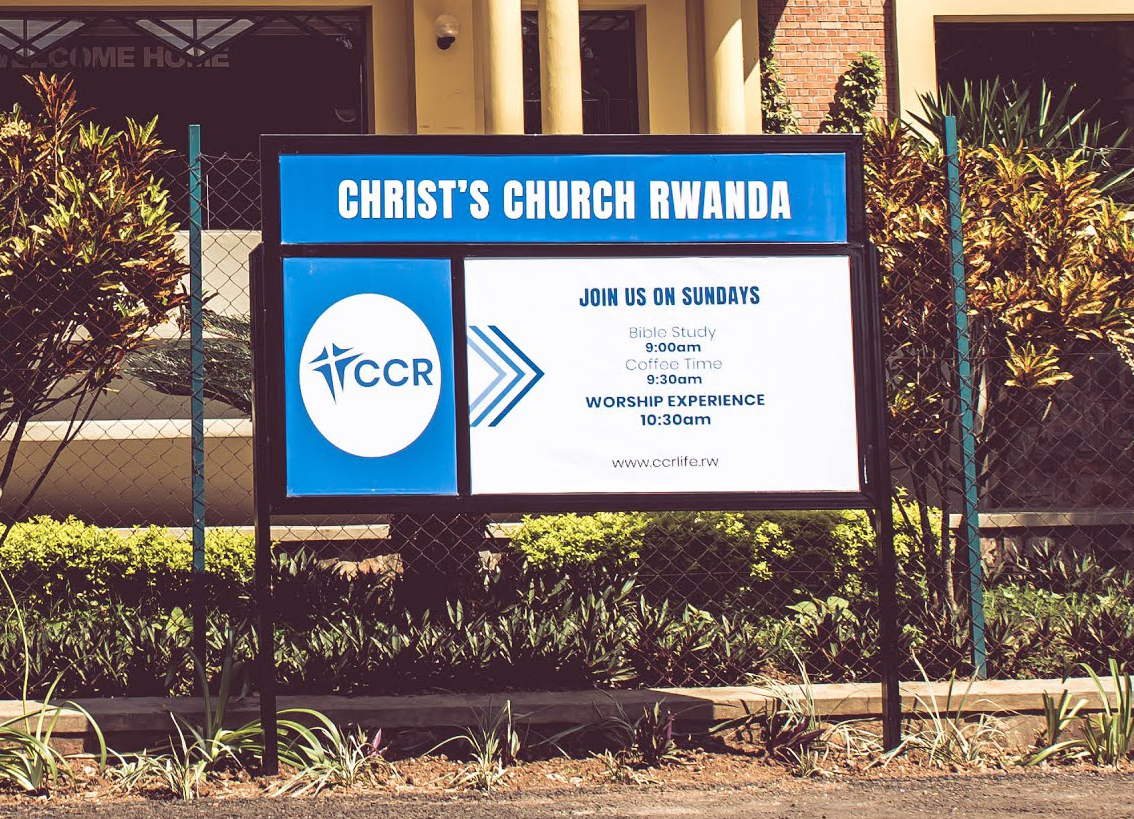 WELCOME HOME
CHRIST'S CHURCH RWANDA
CCR
JOIN US ON SUNDAYS
Bible Study
9:00am
Coffee Time
9:30am
WORSHIP EXPERIENCE
10:30am
www.ccrlife.rw